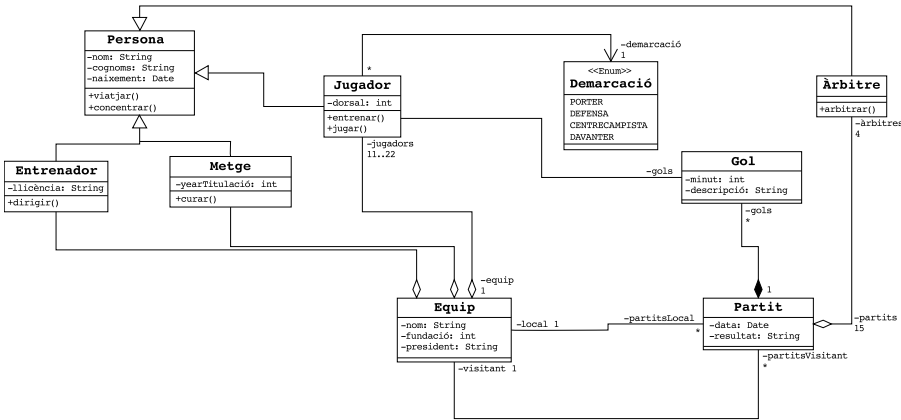 Persona
-nom: String
-cognoms: String
-naixement: Date
+viatjar()
+concentrar()
Jugador
-dorsal: int
+entrenar()
+jugar()
*
-demarcació
1
<<Enum>>
Demarcació
PORTER
DEFENSA
CENTRECAMPISTA
DAVANTER
Àrbitre
+arbitrar()
-àrbitres
4
-jugadors
11..22
Entrenador
-llicència: String
+dirigir()
Metge
-yearTitulació: int
+curar()
-gols
Gol
-minut: int
-descripció: String
-gols
*
-equip
1
1
Equip
-nom: String
-fundació: int
-president: String
-local 1
-partitsLocal
*
Partit
-data: Date
-resultat: String
-partits
15
-visitant 1
-partitsVisitant
*